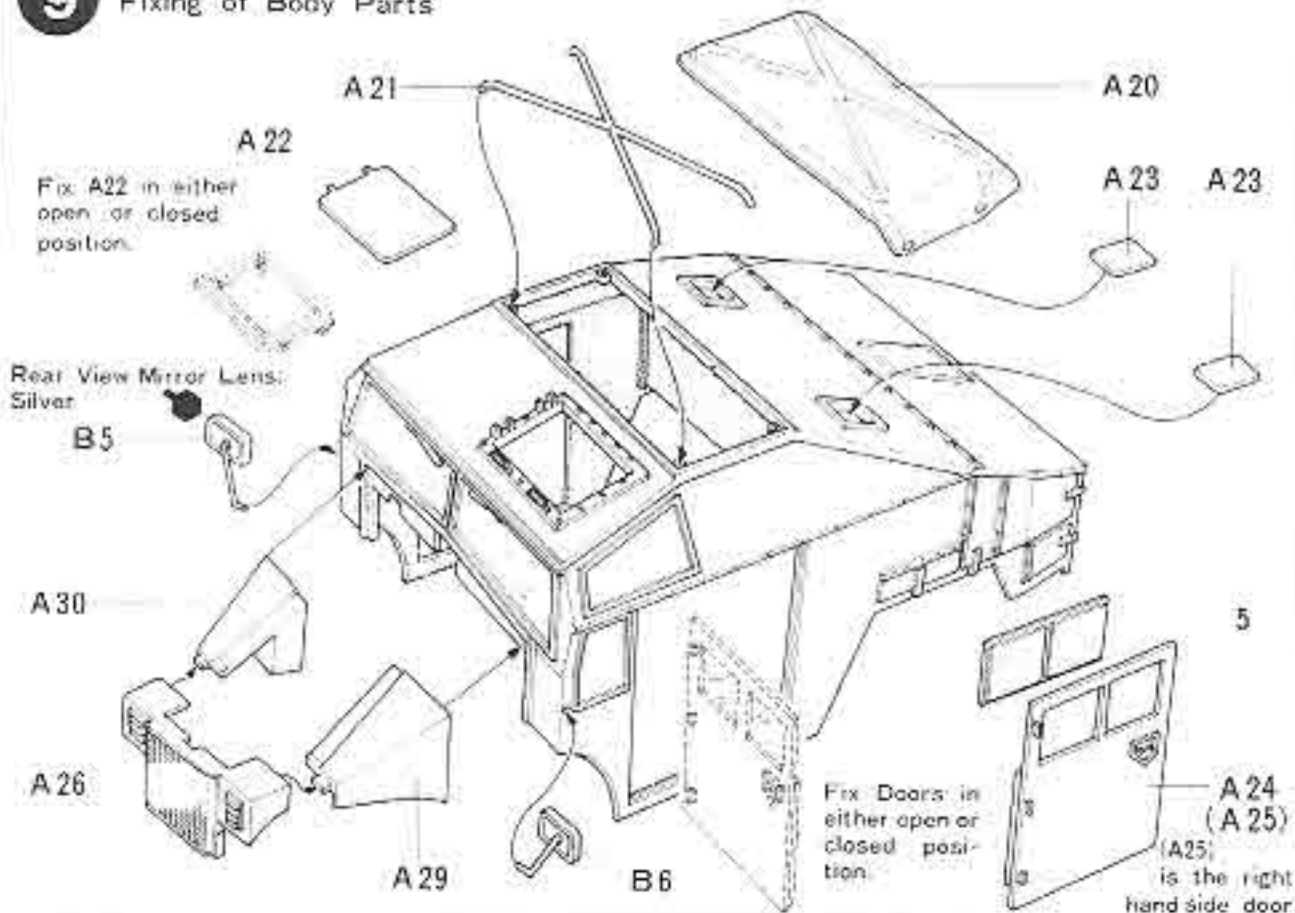 9 Fixing of Body Parts
A 21
A 20
A 22
Fix A22 in either
open or closed
position.
A 23
A 23
Rear View Mirror Lens:
Silver
B 5
A 30
5
A 26
Fix Doors in
either open or
closed posi-
tion.
A 24
(A 25)
(A25)
is the right
hand side door
A 29
B 6